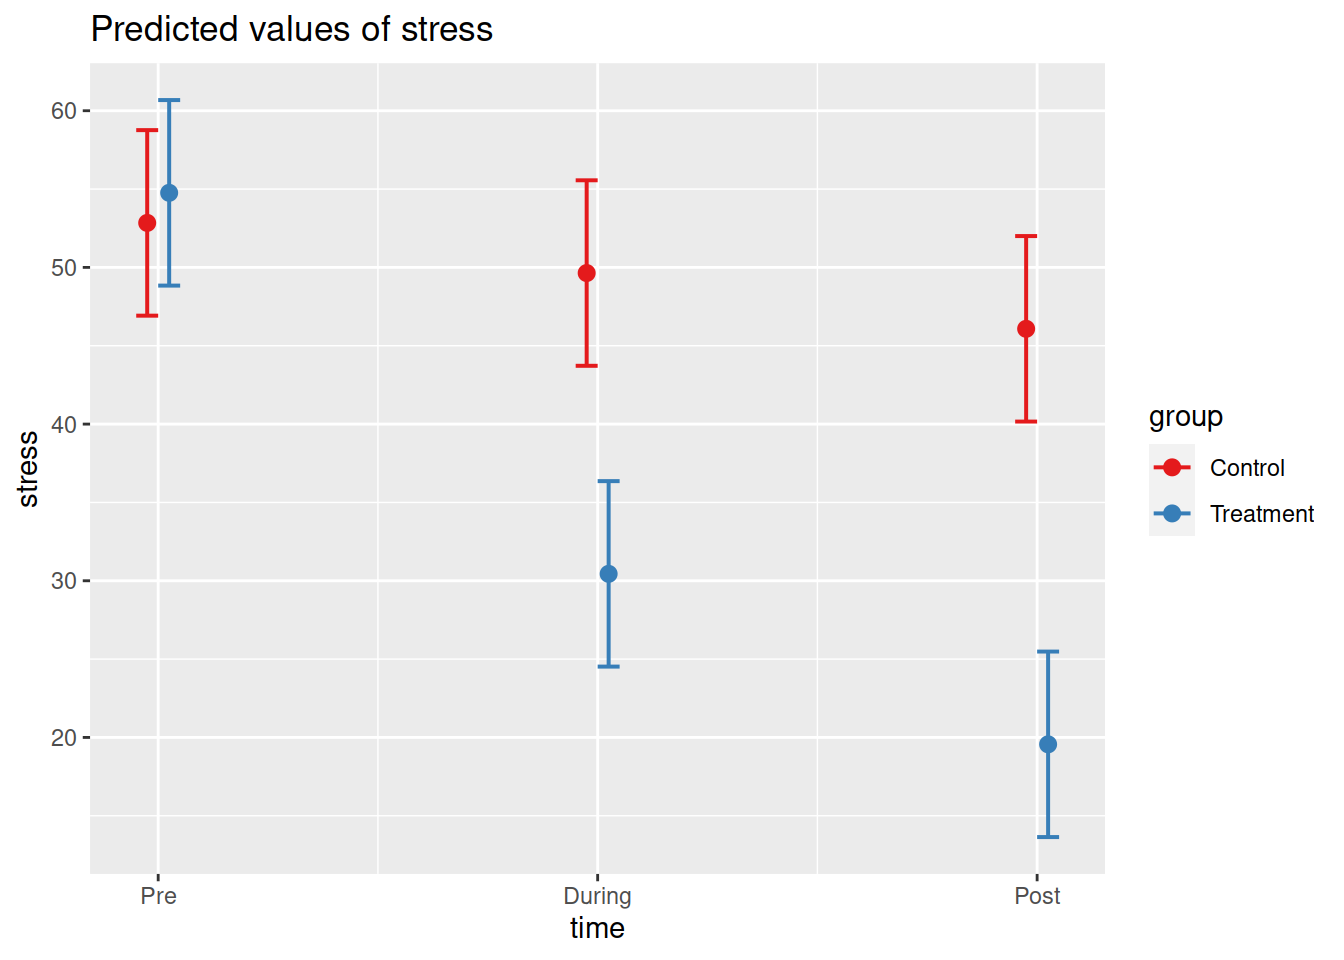 Predicted values of stress
60
50
40
30
20
stress
Pre
During
Post
time
group
Control
Treatment